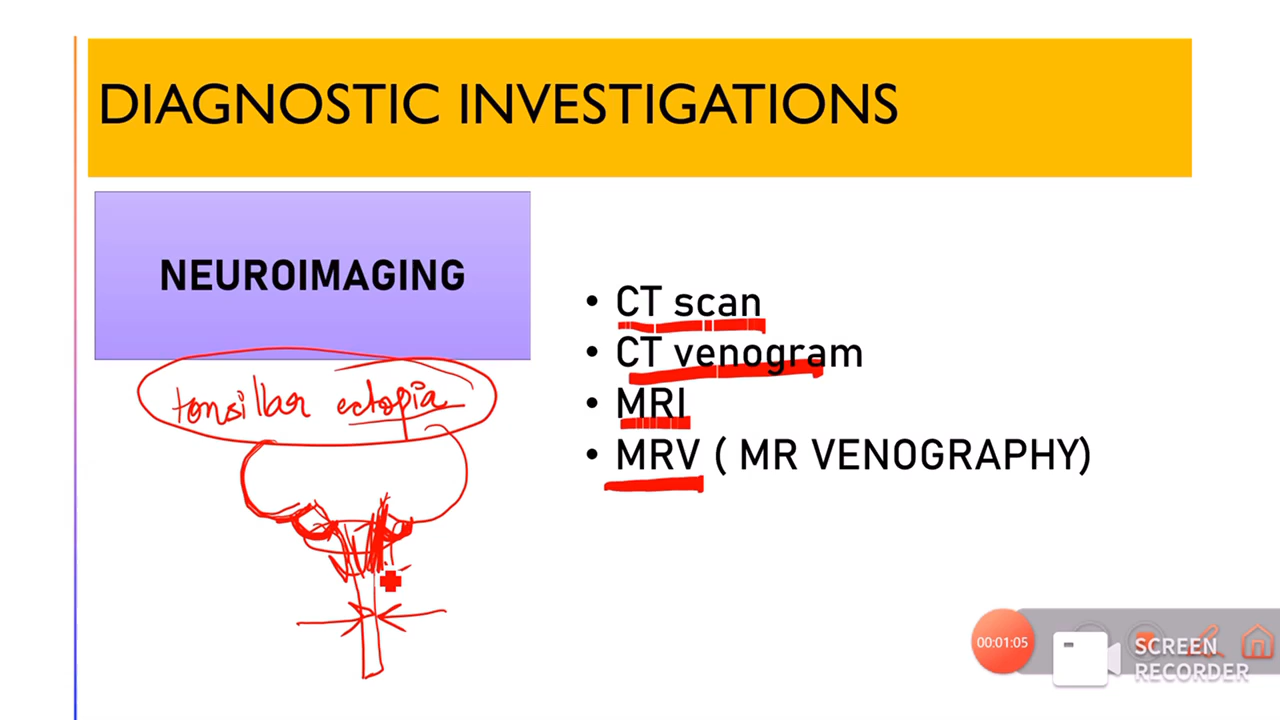 DIAGNOSTIC INVESTIGATIONS
NEUROIMAGING
tonsillar ectopia
• CT scan
• CT venogram
• MRI
• MRV ( MR VENOGRAPHY)
00:01:05
SCREEN
RECORDER